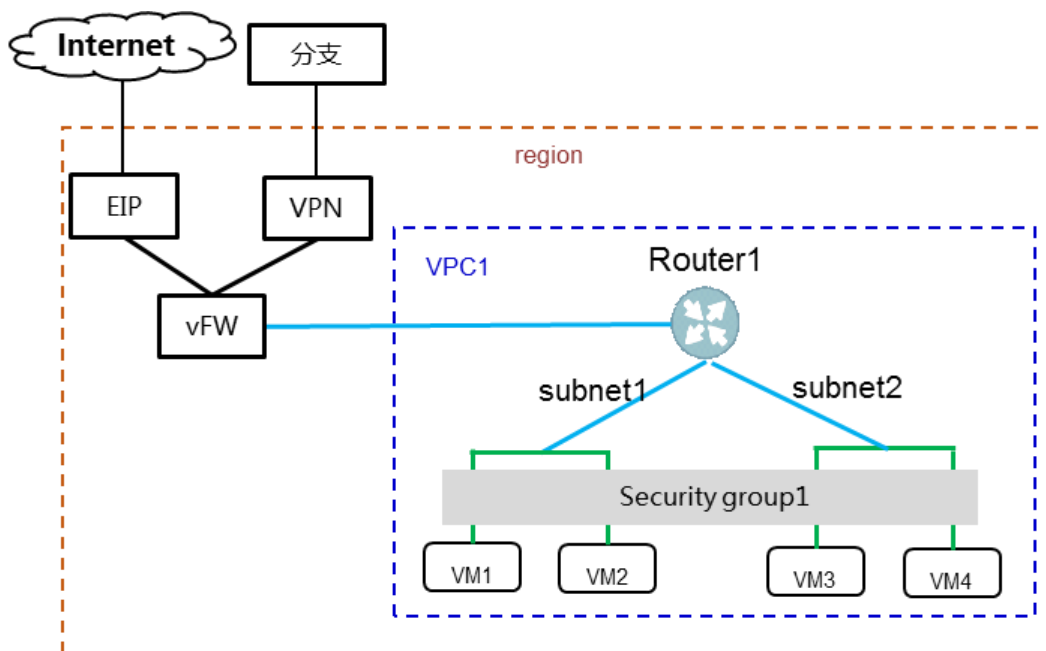 Internet
分支
region
EIP
VPN
VPC1
Router1
vFW
subnet1
subnet2
Security group1
VM1
VM2
VM3
VM4